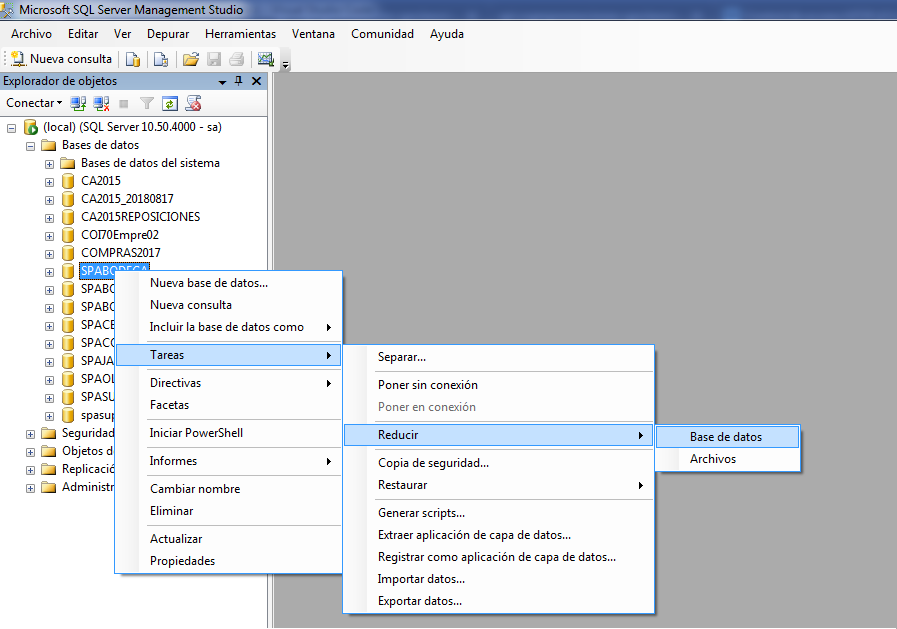 Microsoft SQL Server Management Studio
Archivo Editar Ver Depurar Herramientas Ventana Comunidad Ayuda
Nueva consulta
Explorador de objetos
Conectar
(local) (SQL Server 10.50.4000 - sa)
Bases de datos
Bases de datos del sistema
CA2015
CA2015_20180817
CA2015REPOSICIONES
COI70Empre02
COMPRAS2017
SPABODEGA
SPABO
SPABO
SPACE
SPACO
SPAJA
SPAOL
SPASU
spasup
Seguridad
Objetos d
Replicació
Administr
Nueva base de datos...
Nueva consulta
Incluir la base de datos como
Tareas
Directivas
Facetas
Iniciar PowerShell
Informes
Cambiar nombre
Eliminar
Actualizar
Propiedades
Separar...
Poner sin conexión
Poner en conexión
Reducir
Copia de seguridad...
Restaurar
Generar scripts...
Extraer aplicación de capa de datos...
Registrar como aplicación de capa de datos...
Importar datos...
Exportar datos...
Base de datos
Archivos